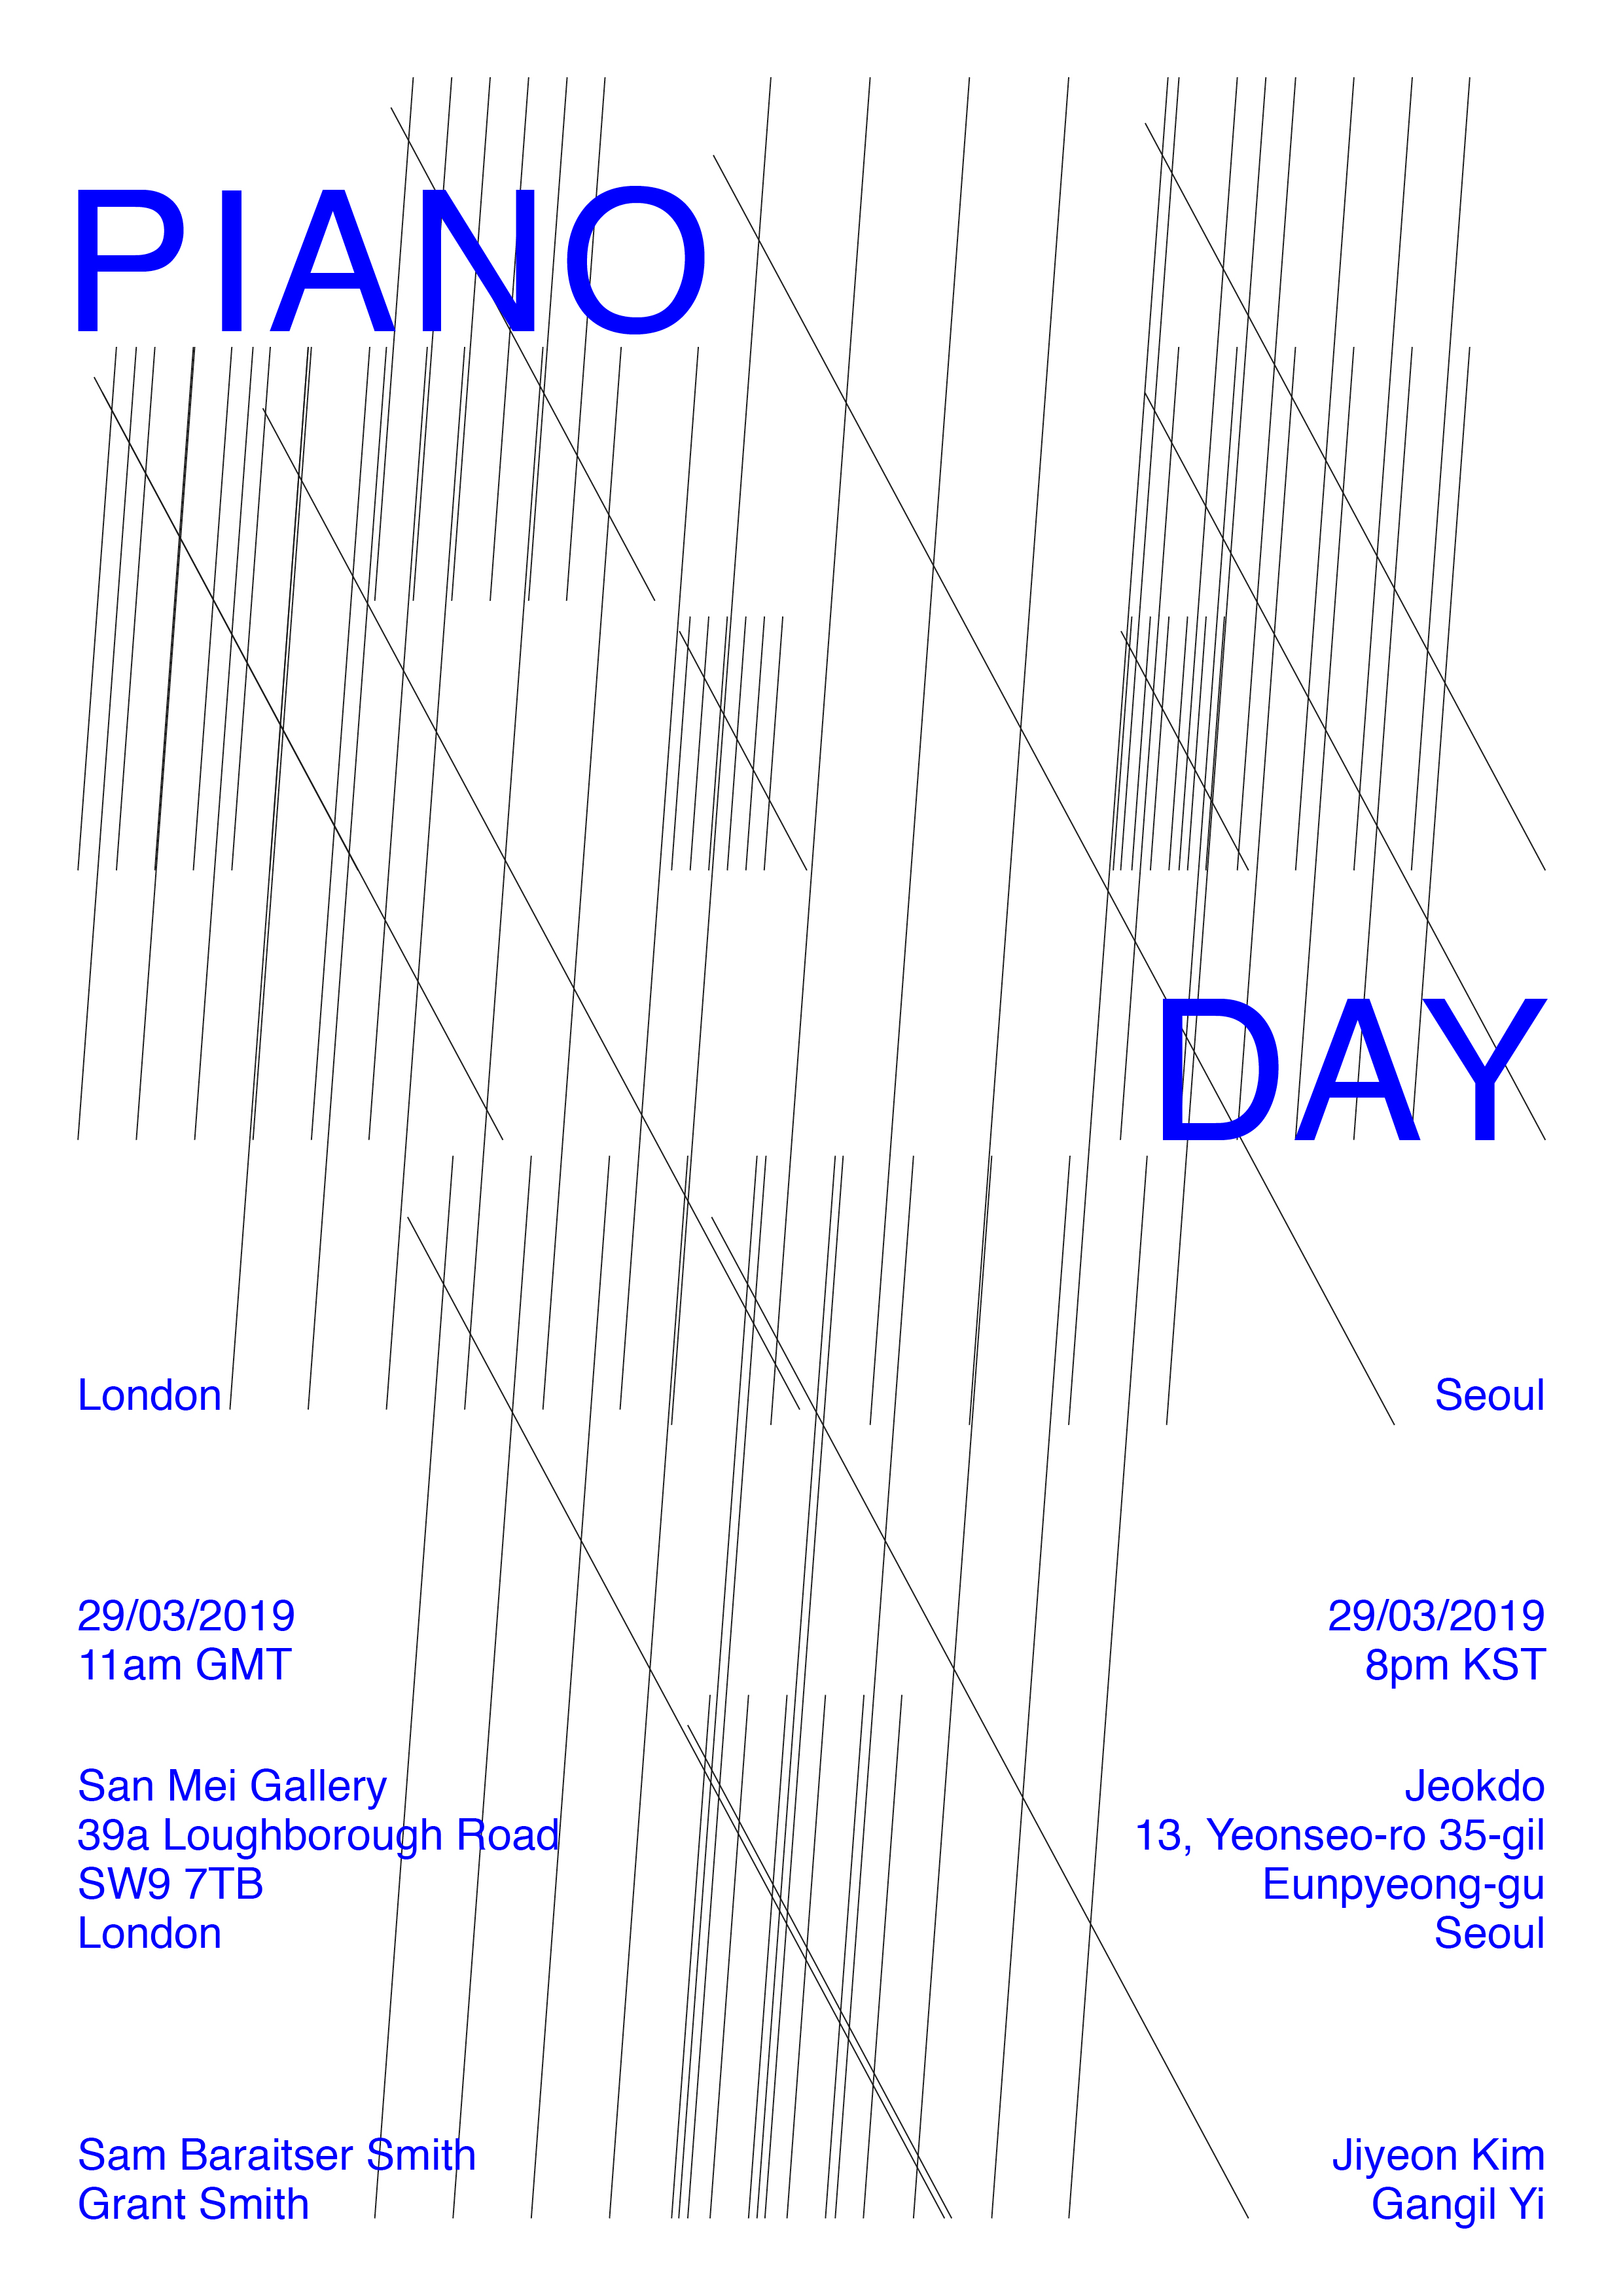 PIANO
DAY
London
Seoul
29/03/2019
11am GMT
29/03/2019
8pm KST
San Mei Gallery
39a Loughborough Road
SW9 7TB
London
Jeokdo
13, Yeonseo-ro 35-gil
Eunpyeong-gu
Seoul
Sam Baraitser Smith
Grant Smith
Jiyeon Kim
Gangil Yi